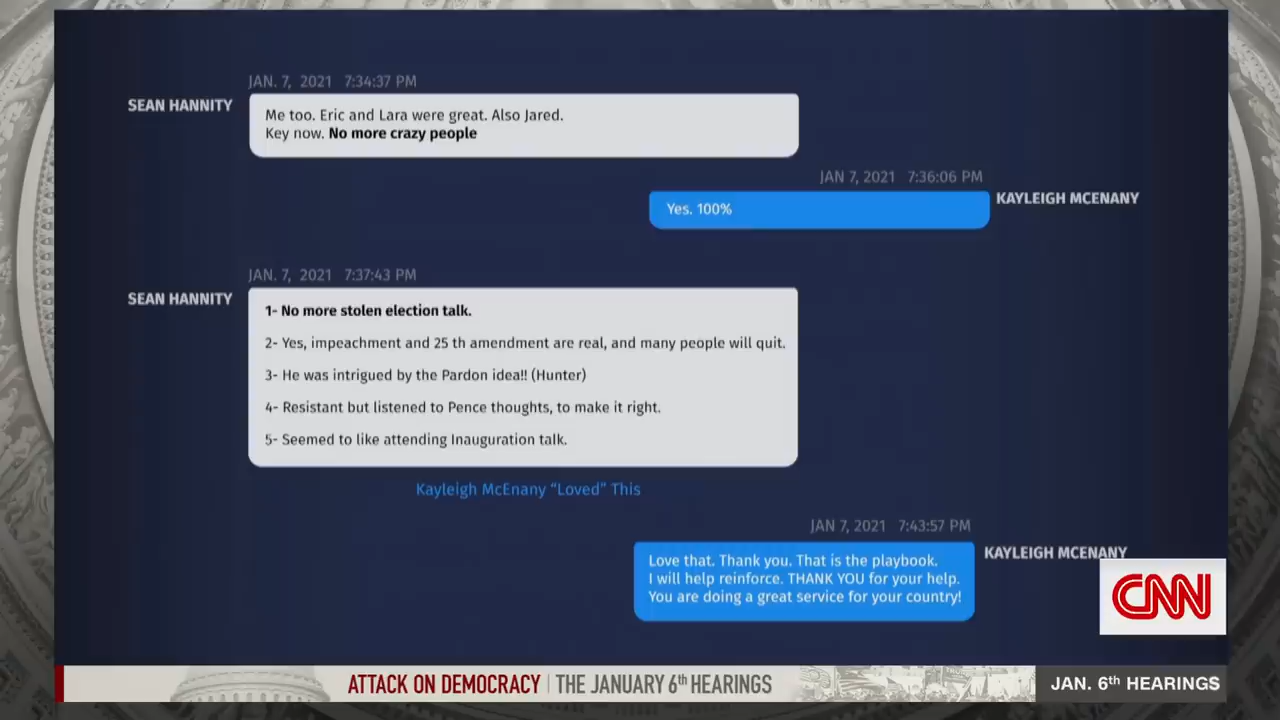 JAN. 7, 2021 7:34:37 PM
SEAN HANNITY
Me too. Eric and Lara were great. Also Jared.
Key now. No more crazy people
JAN 7, 2021 7:36:06 PM
KAYLEIGH MCENANY
Yes. 100%
JAN. 7, 2021 7:37:43 PM
SEAN HANNITY
1- No more stolen election talk.
2- Yes, impeachment and 25 th amendment are real, and many people will quit.
3- He was intrigued by the Pardon idea!! (Hunter)
4- Resistant but listened to Pence thoughts, to make it right.
5- Seemed to like attending Inauguration talk.
Kayleigh McEnany “Loved” This
JAN 7, 2021 7:43:57 PM
KAYLEIGH MCENANY
Love that. Thank you. That is the playbook.
I will help reinforce. THANK YOU for your help.
You are doing a great service for your country!
CNN
ATTACK ON DEMOCRACY | THE JANUARY 6th HEARINGS
JAN. 6th HEARINGS